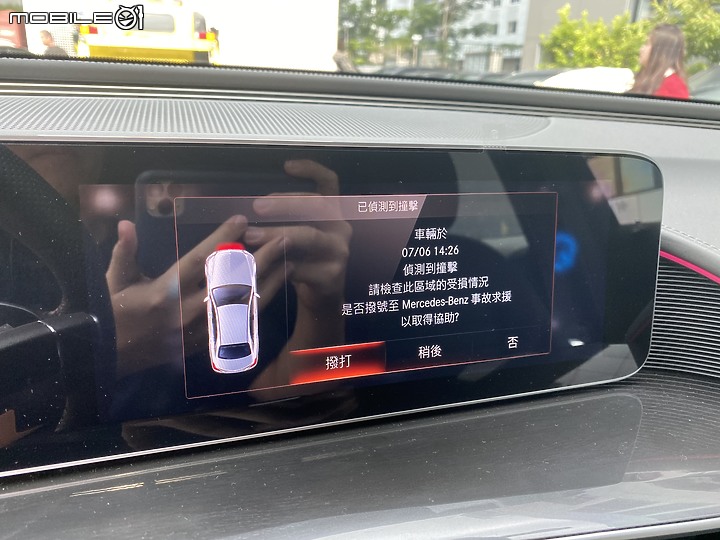 MOBILE01
已偵測到撞擊
車輛於
07/06 14:26
偵測到撞擊
請檢查此區域的受損情況
是否撥號至 Mercedes-Benz 事故求援
以取得協助?
撥打
稍後
否